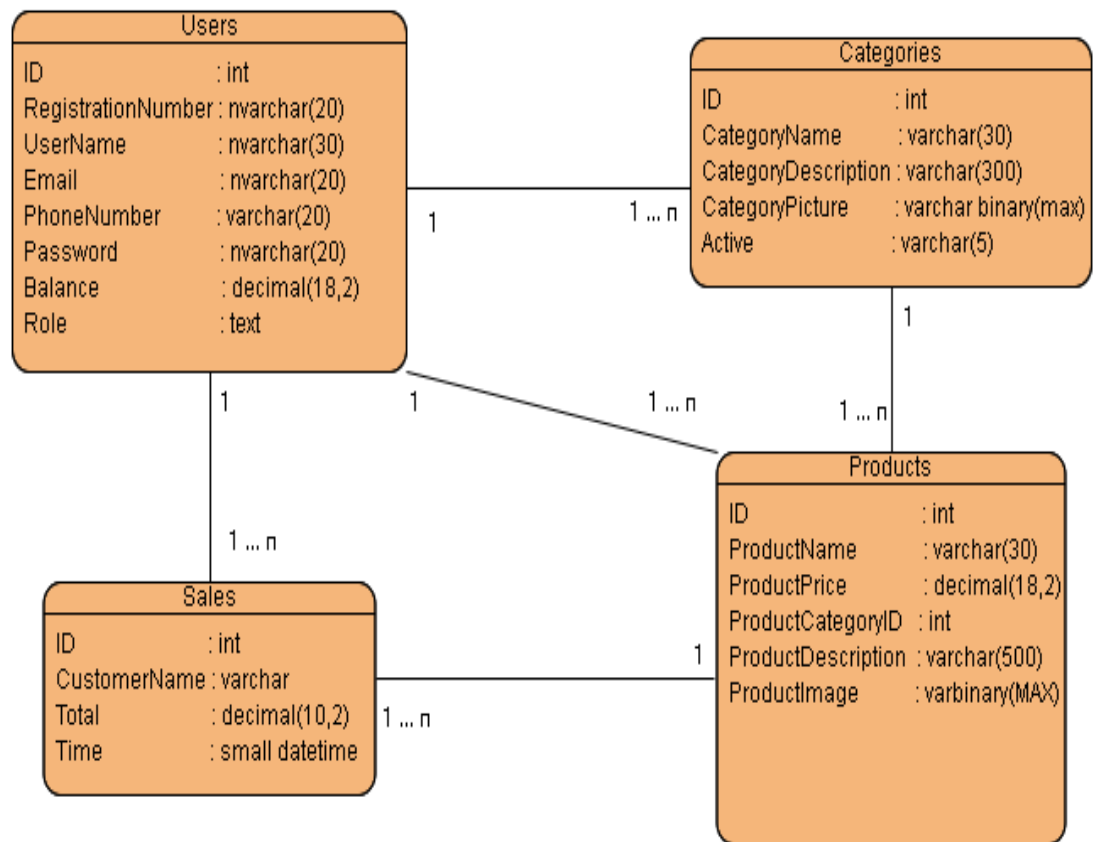 Users
ID : int
RegistrationNumber : nvarchar(20)
UserName : nvarchar(30)
Email : nvarchar(20)
PhoneNumber : varchar(20)
Password : nvarchar(20)
Balance : decimal(18,2)
Role : text
Categories
ID : int
CategoryName : varchar(30)
CategoryDescription : varchar(300)
CategoryPicture : varchar binary(max)
Active : varchar(5)
1
1 ... n
1
1 ... n
1
1 ... n
1
1 ... n
Products
ID : int
ProductName : varchar(30)
ProductPrice : decimal(18,2)
ProductCategoryID : int
ProductDescription : varchar(500)
ProductImage : varbinary(MAX)
Sales
ID : int
CustomerName : varchar
Total : decimal(10,2)
Time : small datetime
1
1 ... n